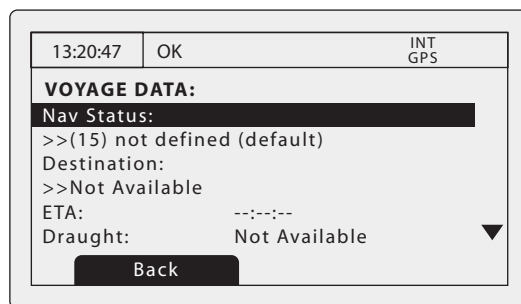 13:20:47 OK INT
GPS
VOYAGE DATA:
Nav Status:
>>(15) not defined (default)
Destination:
>>Not Available
ETA: --:--:--
Draught: Not Available
Back